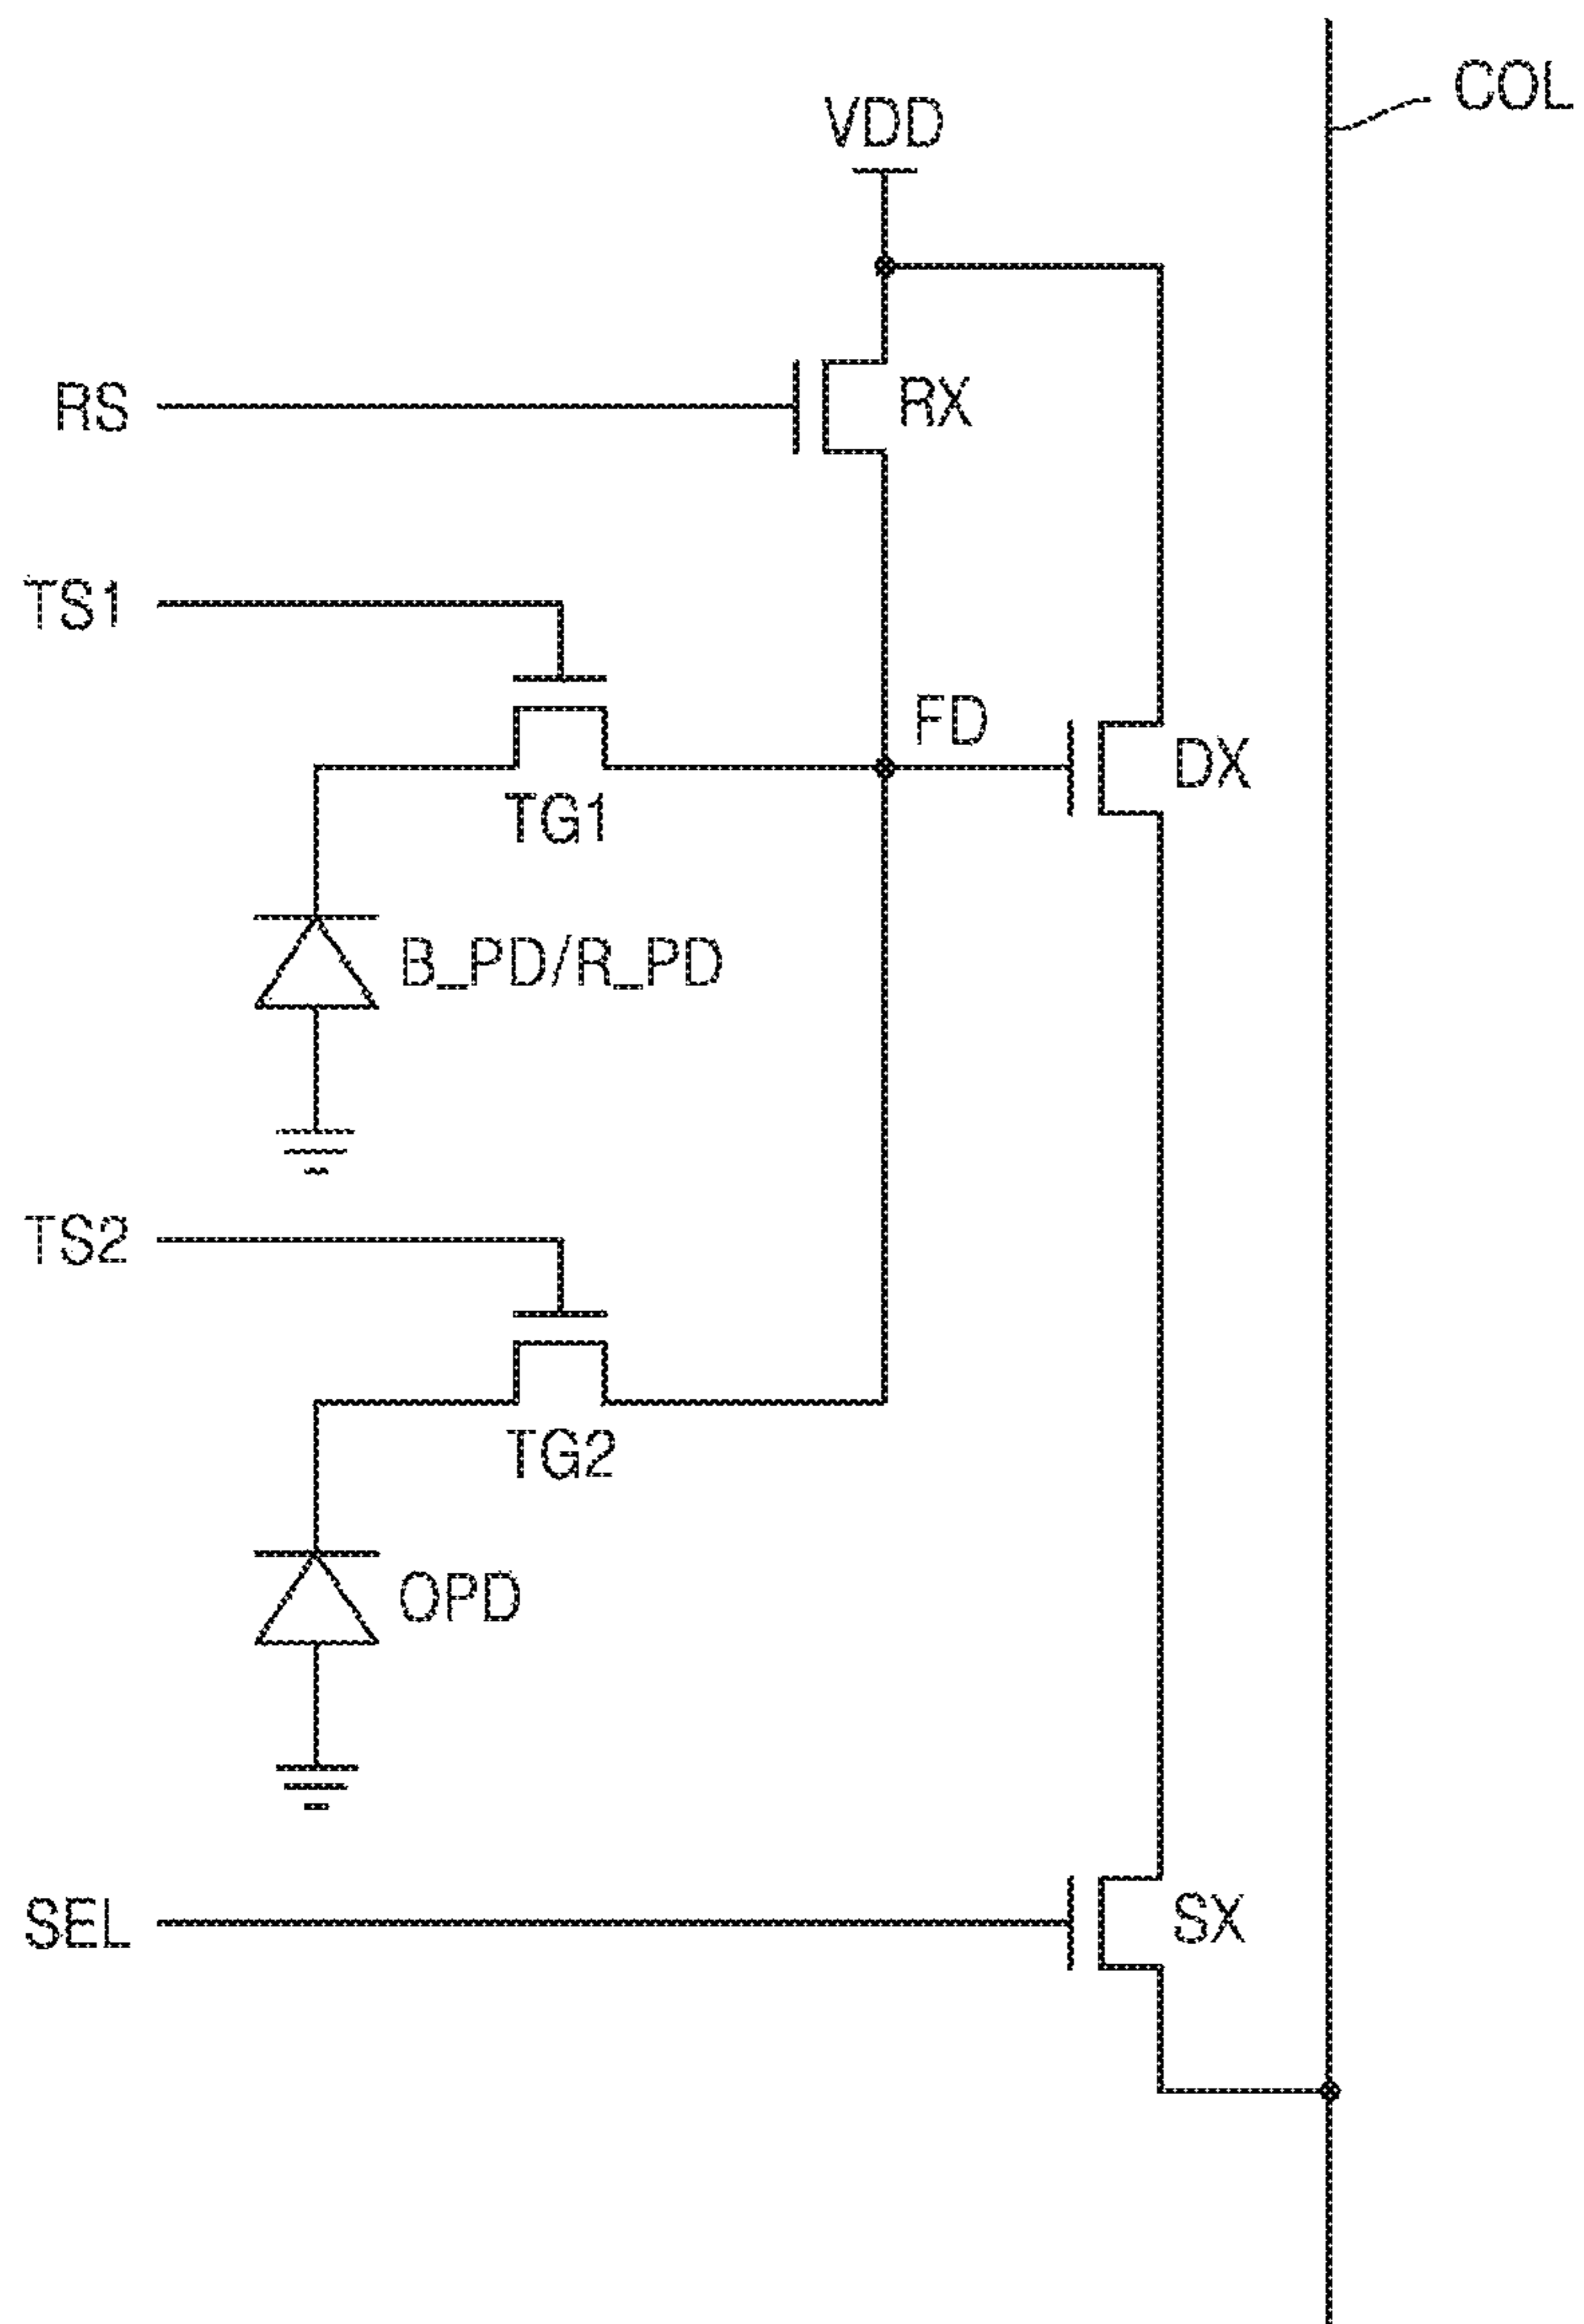 COL
VDD
RS
RX
TS1
FD
DX
TG1
B_PD/R_PD
TS2
TG2
OPD
SEL
SX